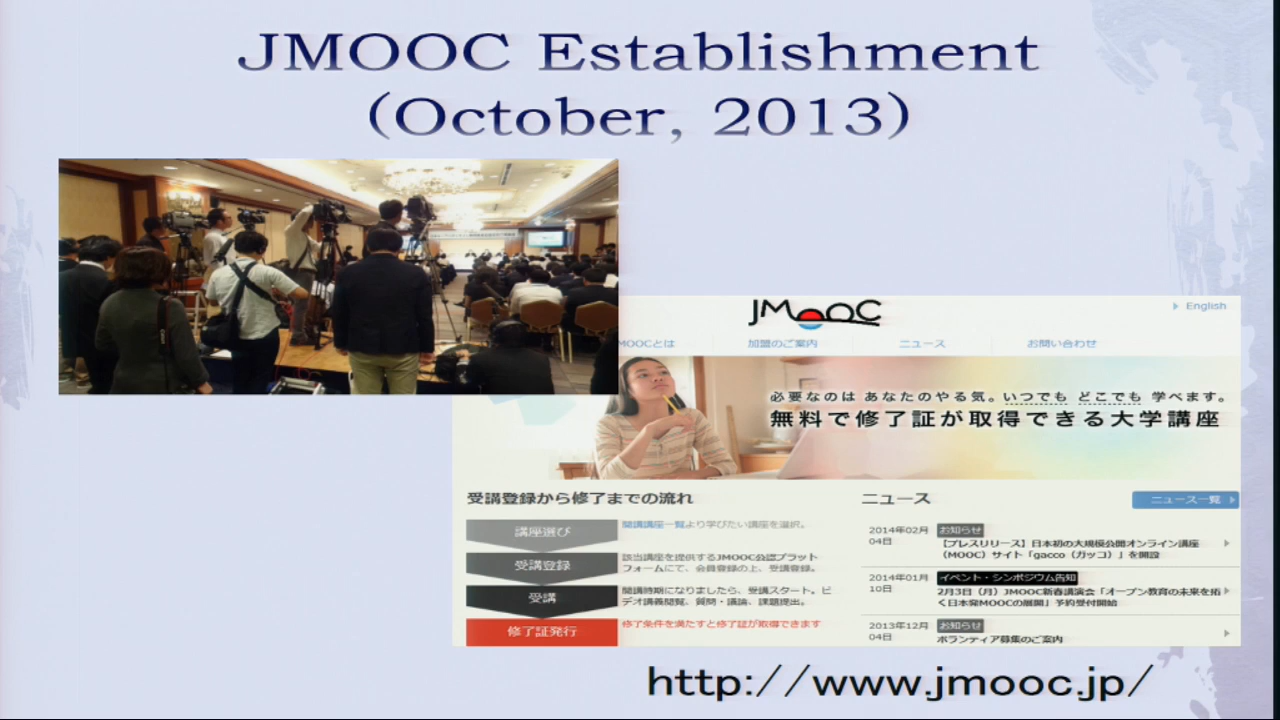 JMOOC Establishment
(October, 2013)
JMOOC
English
MOOCとは
加盟のご案内
ニュース
お問い合わせ
必要なのは あなたのやる気。いつでも どこでも 学べます。
無料で修了証が取得できる大学講座
受講登録から修了までの流れ
講座選び
開講講座一覧より学びたい講座を選択。
受講登録
該当講座を提供するJMOOC公認プラット
フォームにて、会員登録の上、受講登録。
受講
開講時期になりましたら、受講スタート。ビ
デオ講義閲覧、質問・議論、課題提出。
修了証発行
修了条件を満たすと修了証が取得できます
ニュース
ニュース一覧
2014年02月
04日
お知らせ
【プレスリリース】日本初の大規模公開オンライン講座
（MOOC）サイト「gacco（ガッコ）」を開設
2014年01月
10日
イベント・シンポジウム告知
2月3日（月）JMOOC新春講演会「オープン教育の未来を拓
く日本発MOOCの展開」予約受付開始
2013年12月
04日
お知らせ
ボランティア募集のご案内
http://www.jmooc.jp/